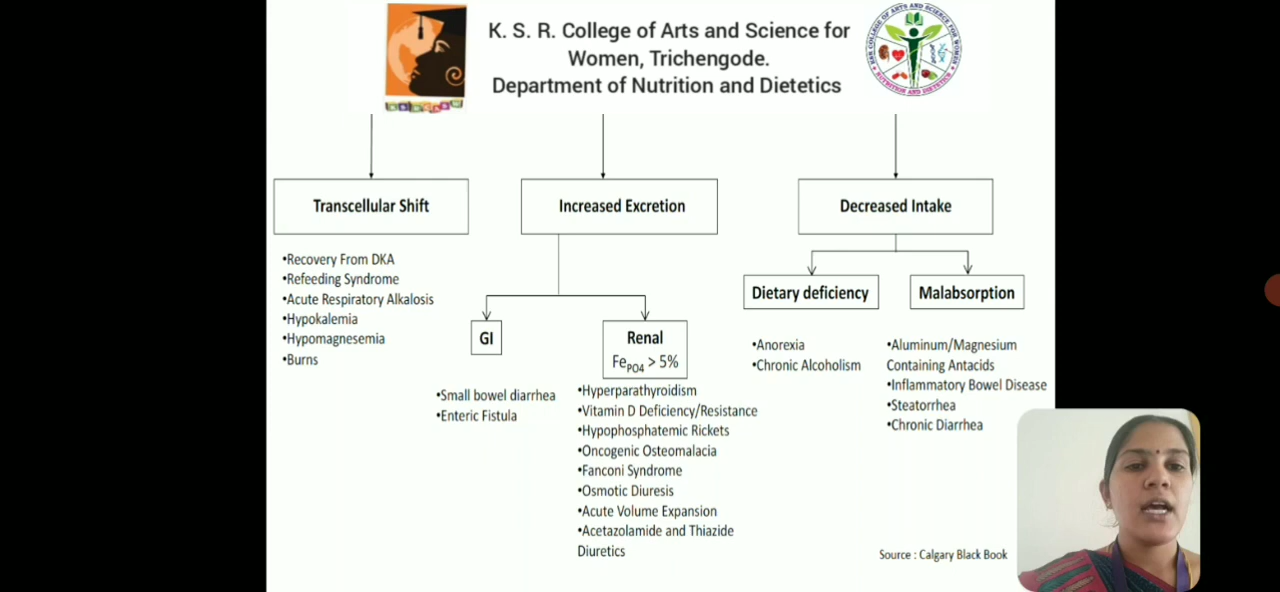 K. S. R. College of Arts and Science for
Women, Trichengode.
Department of Nutrition and Dietetics
Transcellular Shift
•Recovery From DKA
•Refeeding Syndrome
•Acute Respiratory Alkalosis
•Hypokalemia
•Hypomagnesemia
•Burns
Increased Excretion
GI
•Small bowel diarrhea
•Enteric Fistula
Renal
FePO4 > 5%
•Hyperparathyroidism
•Vitamin D Deficiency/Resistance
•Hypophosphatemic Rickets
•Oncogenic Osteomalacia
•Fanconi Syndrome
•Osmotic Diuresis
•Acute Volume Expansion
•Acetazolamide and Thiazide
Diuretics
Decreased Intake
Dietary deficiency
•Anorexia
•Chronic Alcoholism
Malabsorption
•Aluminum/Magnesium
Containing Antacids
•Inflammatory Bowel Disease
•Steatorrhea
•Chronic Diarrhea
Source : Calgary Black Book